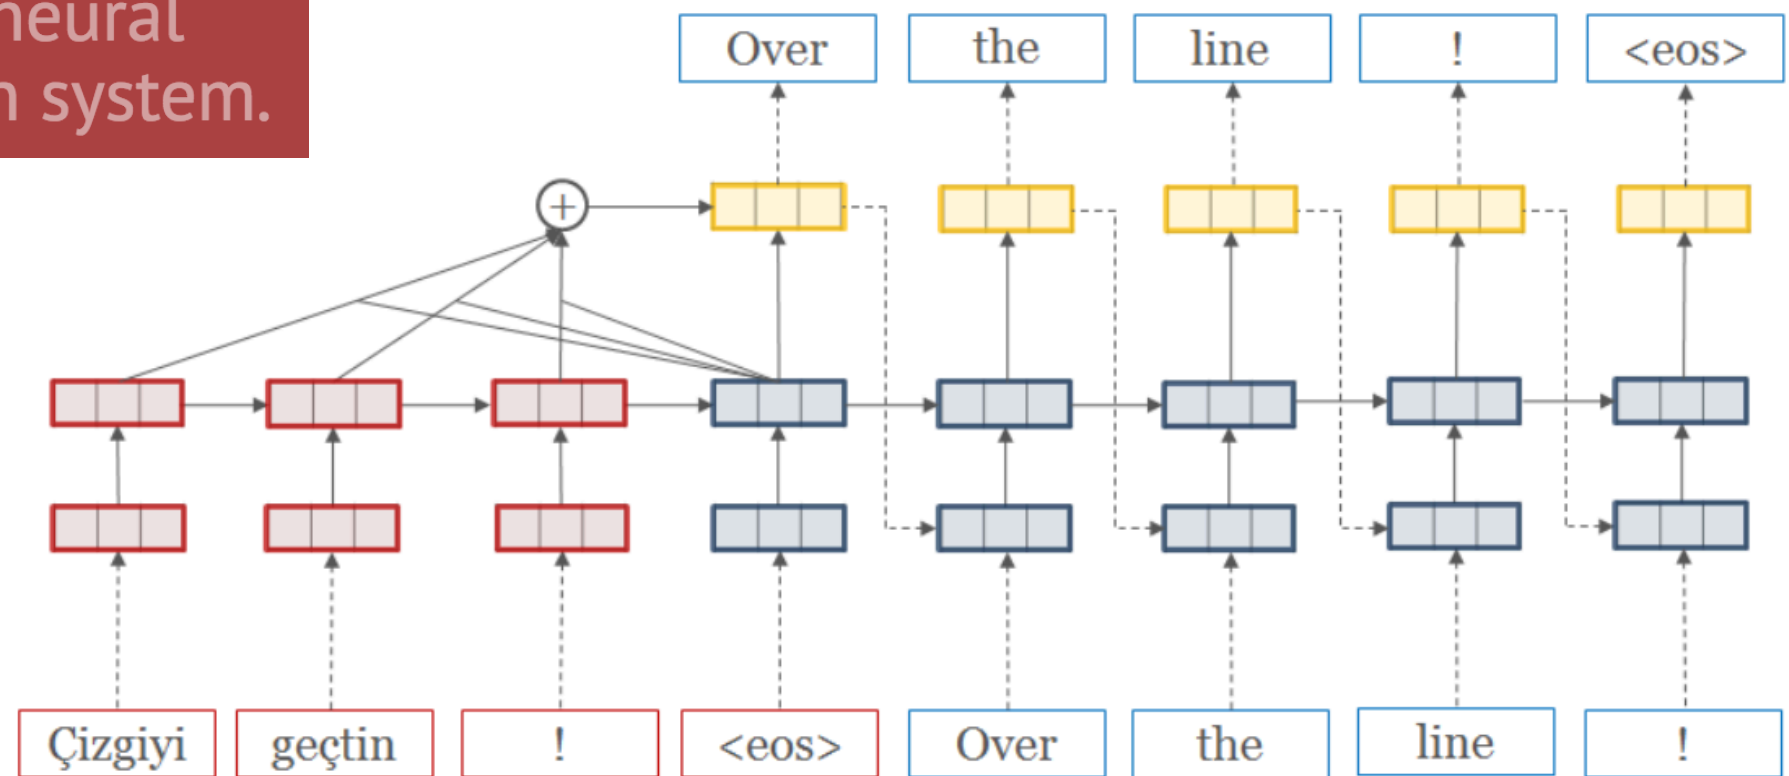 neural
system.
Over the line ! <eos>
+
Çizgiyi geçtin ! <eos> Over the line !